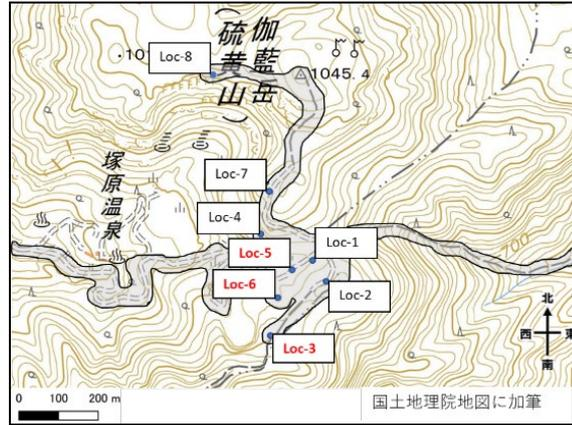 伽藍岳
(硫黄山)
1045.4
Loc-8
塚原温泉
Loc-7
Loc-4
Loc-1
Loc-5
Loc-6
Loc-2
Loc-3
700
北
西 東
南
0 100 200 m
国土地理院地図に加筆